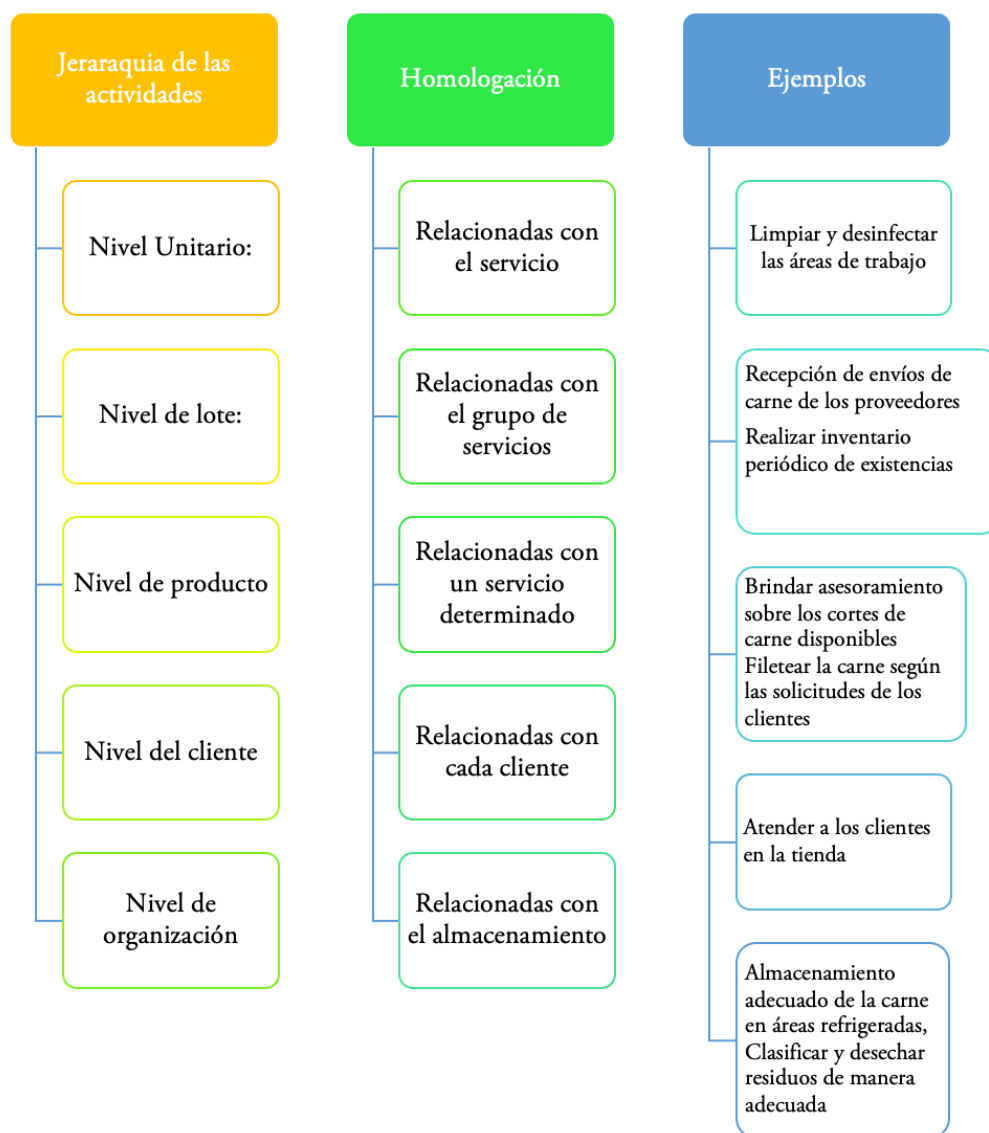 Jeraraquia de las
actividades
Nivel Unitario:
Nivel de lote:
Nivel de producto
Nivel del cliente
Nivel de
organización
Homologación
Relacionadas con
el servicio
Relacionadas con
el grupo de
servicios
Relacionadas con
un servicio
determinado
Relacionadas con
cada cliente
Relacionadas con
el almacenamiento
Ejemplos
Limpiar y desinfectar
las áreas de trabajo
Recepción de envíos de
carne de los proveedores
Realizar inventario
periódico de existencias
Brindar asesoramiento
sobre los cortes de
carne disponibles
Filetear la carne según
las solicitudes de los
clientes
Atender a los clientes
en la tienda
Almacenamiento
adecuado de la carne
en áreas refrigeradas,
Clasificar y desechar
residuos de manera
adecuada